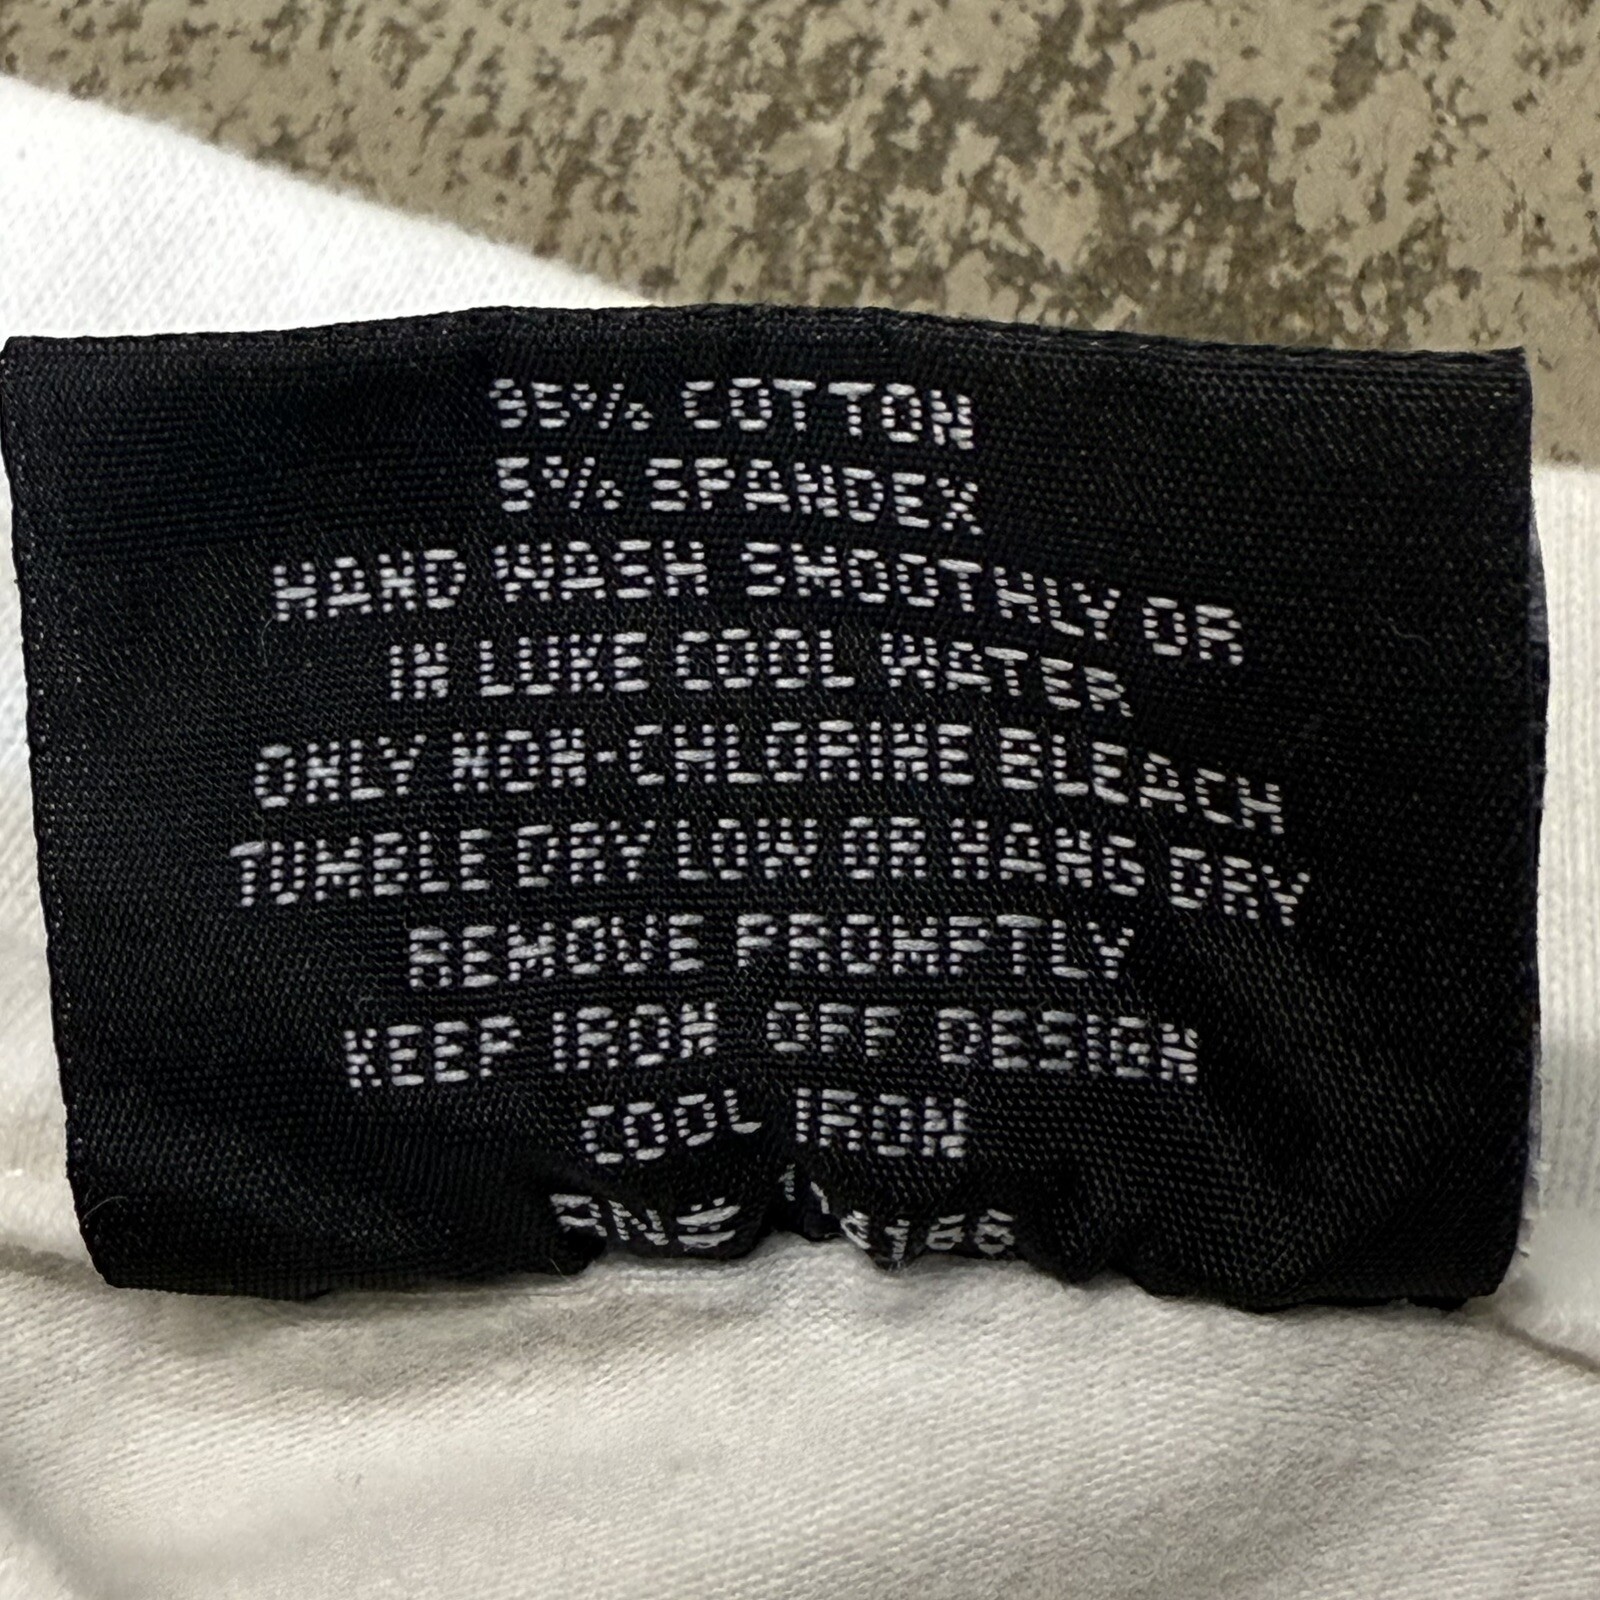 95% COTTON
5% SPANDEX
HAND WASH SMOOTHLY OR
IN LUKE COOL WATER
ONLY NON-CHLORINE BLEACH
TUMBLE DRY LOW OR HANG DRY
REMOVE PROMPTLY
KEEP IRON OFF DESIGN
COOL IRON